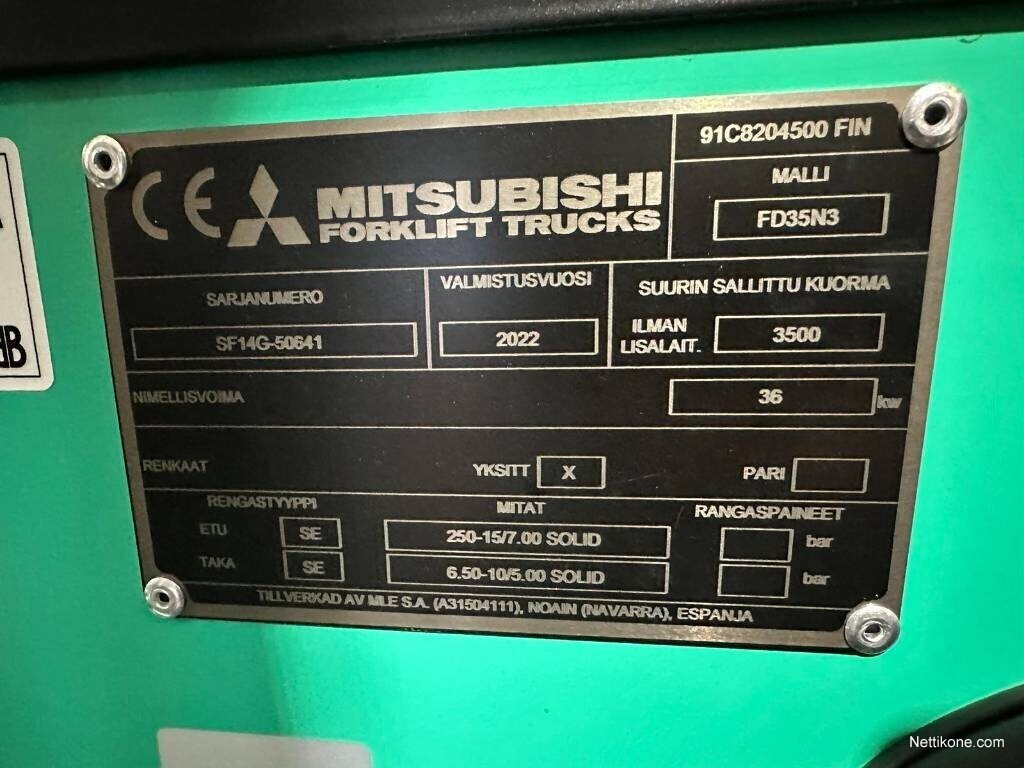 91C8204500 FIN
CE MITSUBISHI
FORKLIFT TRUCKS
MALLI
FD35N3
SARJANUMERO
SF14G-50641
VALMISTUSVUOSI
2022
SUURIN SALLITTU KUORMA
ILMAN
LISALAIT.
3500
NIMELLISVOIMA 36 kw
RENKAAT YKSITT X PARI
RENGASTYYPPI MITAT RANGASPAINEET
ETU SE 250-15/7.00 SOLID bar
TAKA SE 6.50-10/5.00 SOLID bar
TILLVERKAD AV MLE S.A. (A31504111), NOAIN (NAVARRA), ESPANJA
Nettikone.com